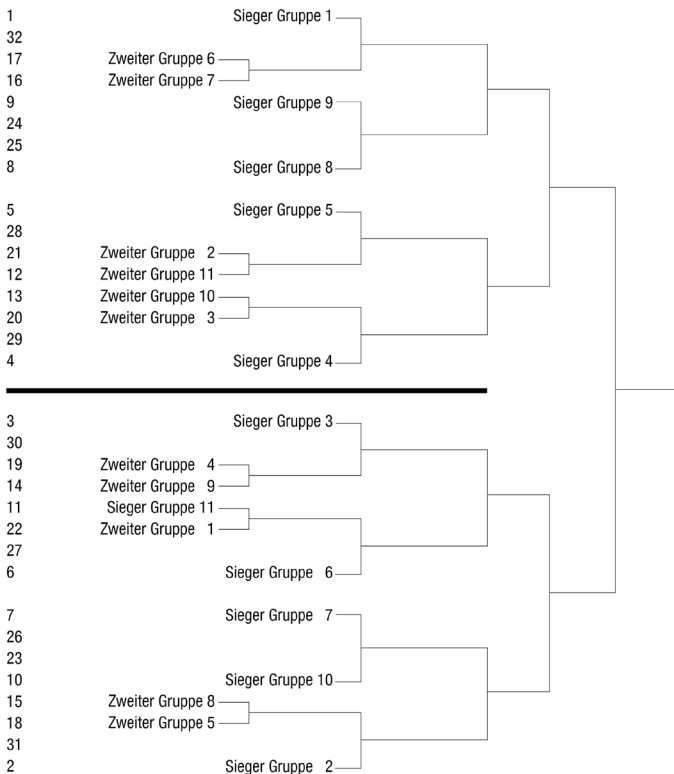 1 Sieger Gruppe 1
32
17 Zweiter Gruppe 6
16 Zweiter Gruppe 7
9 Sieger Gruppe 9
24
25
8 Sieger Gruppe 8
5 Sieger Gruppe 5
28
21 Zweiter Gruppe 2
12 Zweiter Gruppe 11
13 Zweiter Gruppe 10
20 Zweiter Gruppe 3
29
4 Sieger Gruppe 4
3 Sieger Gruppe 3
30
19 Zweiter Gruppe 4
14 Zweiter Gruppe 9
11 Sieger Gruppe 11
22 Zweiter Gruppe 1
27
6 Sieger Gruppe 6
7 Sieger Gruppe 7
26
23
10 Sieger Gruppe 10
15 Zweiter Gruppe 8
18 Zweiter Gruppe 5
31
2 Sieger Gruppe 2